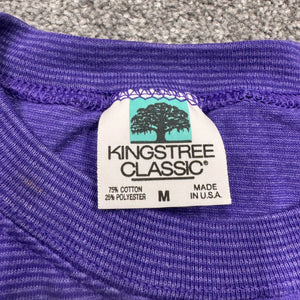 KINGSTREE
CLASSIC®
75% COTTON
25% POLYESTER
M
MADE
IN U.S.A.